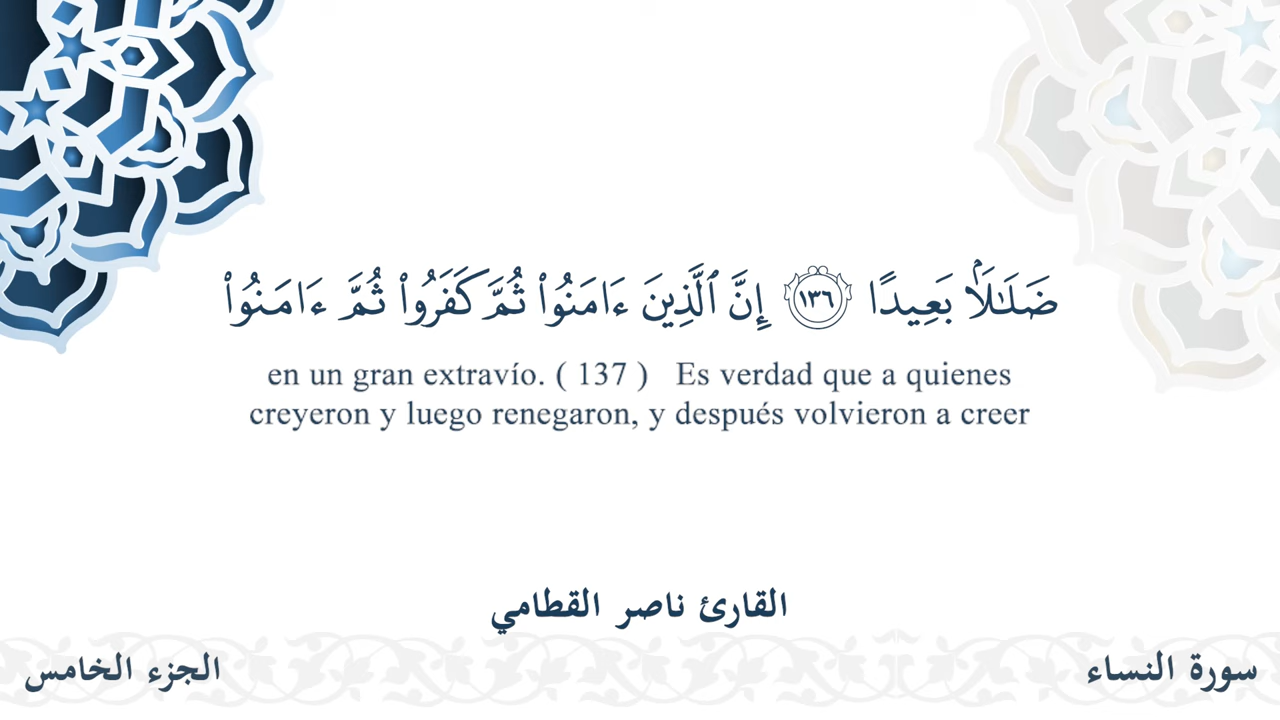 ضَلَـٰلَۢا بَعِيدًا ١٣٦ إِنَّ ٱلَّذِينَ ءَامَنُوا۟ ثُمَّ كَفَرُوا۟ ثُمَّ ءَامَنُوا۟
en un gran extravío. ( 137 ) Es verdad que a quienes
creyeron y luego renegaron, y después volvieron a creer
القارئ ناصر القطامي
سورة النساء
الجزء الخامس